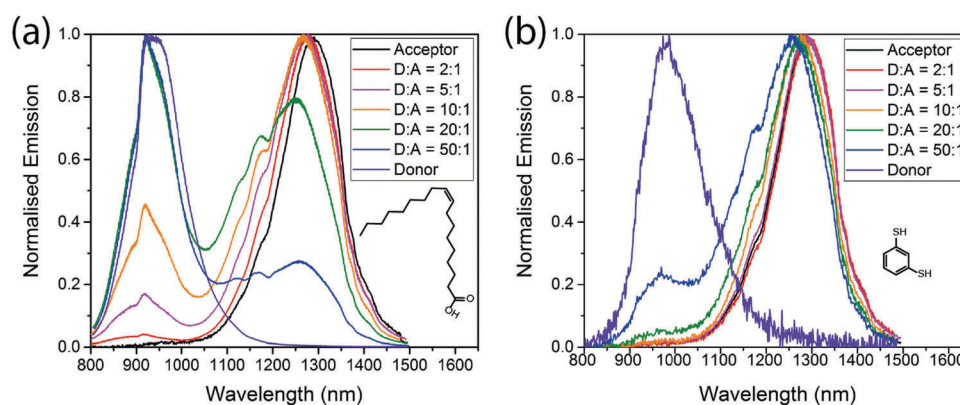 (a)
Normalised Emission
1.0
0.8
0.6
0.4
0.2
0.0
800 900 1000 1100 1200 1300 1400 1500 1600
Wavelength (nm)
Acceptor
D:A = 2:1
D:A = 5:1
D:A = 10:1
D:A = 20:1
D:A = 50:1
Donor
O
OH
(b)
Normalised Emission
1.0
0.8
0.6
0.4
0.2
0.0
800 900 1000 1100 1200 1300 1400 1500 1600
Wavelength (nm)
Acceptor
D:A = 2:1
D:A = 5:1
D:A = 10:1
D:A = 20:1
D:A = 50:1
Donor
SH
SH